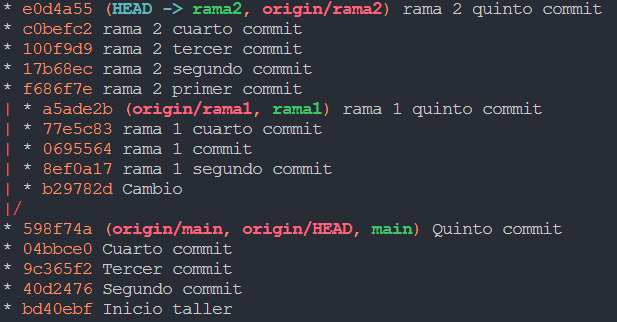 * e0d4a55 (HEAD -> rama2, origin/rama2) rama 2 quinto commit
* c0befc2 rama 2 cuarto commit
* 100f9d9 rama 2 tercer commit
* 17b68ec rama 2 segundo commit
* f686f7e rama 2 primer commit
| * a5ade2b (origin/rama1, rama1) rama 1 quinto commit
| * 77e5c83 rama 1 cuarto commit
| * 0695564 rama 1 commit
| * 8ef0a17 rama 1 segundo commit
| * b29782d Cambio
|/
* 598f74a (origin/main, origin/HEAD, main) Quinto commit
* 04bbce0 Cuarto commit
* 9c365f2 Tercer commit
* 40d2476 Segundo commit
* bd40ebf Inicio taller